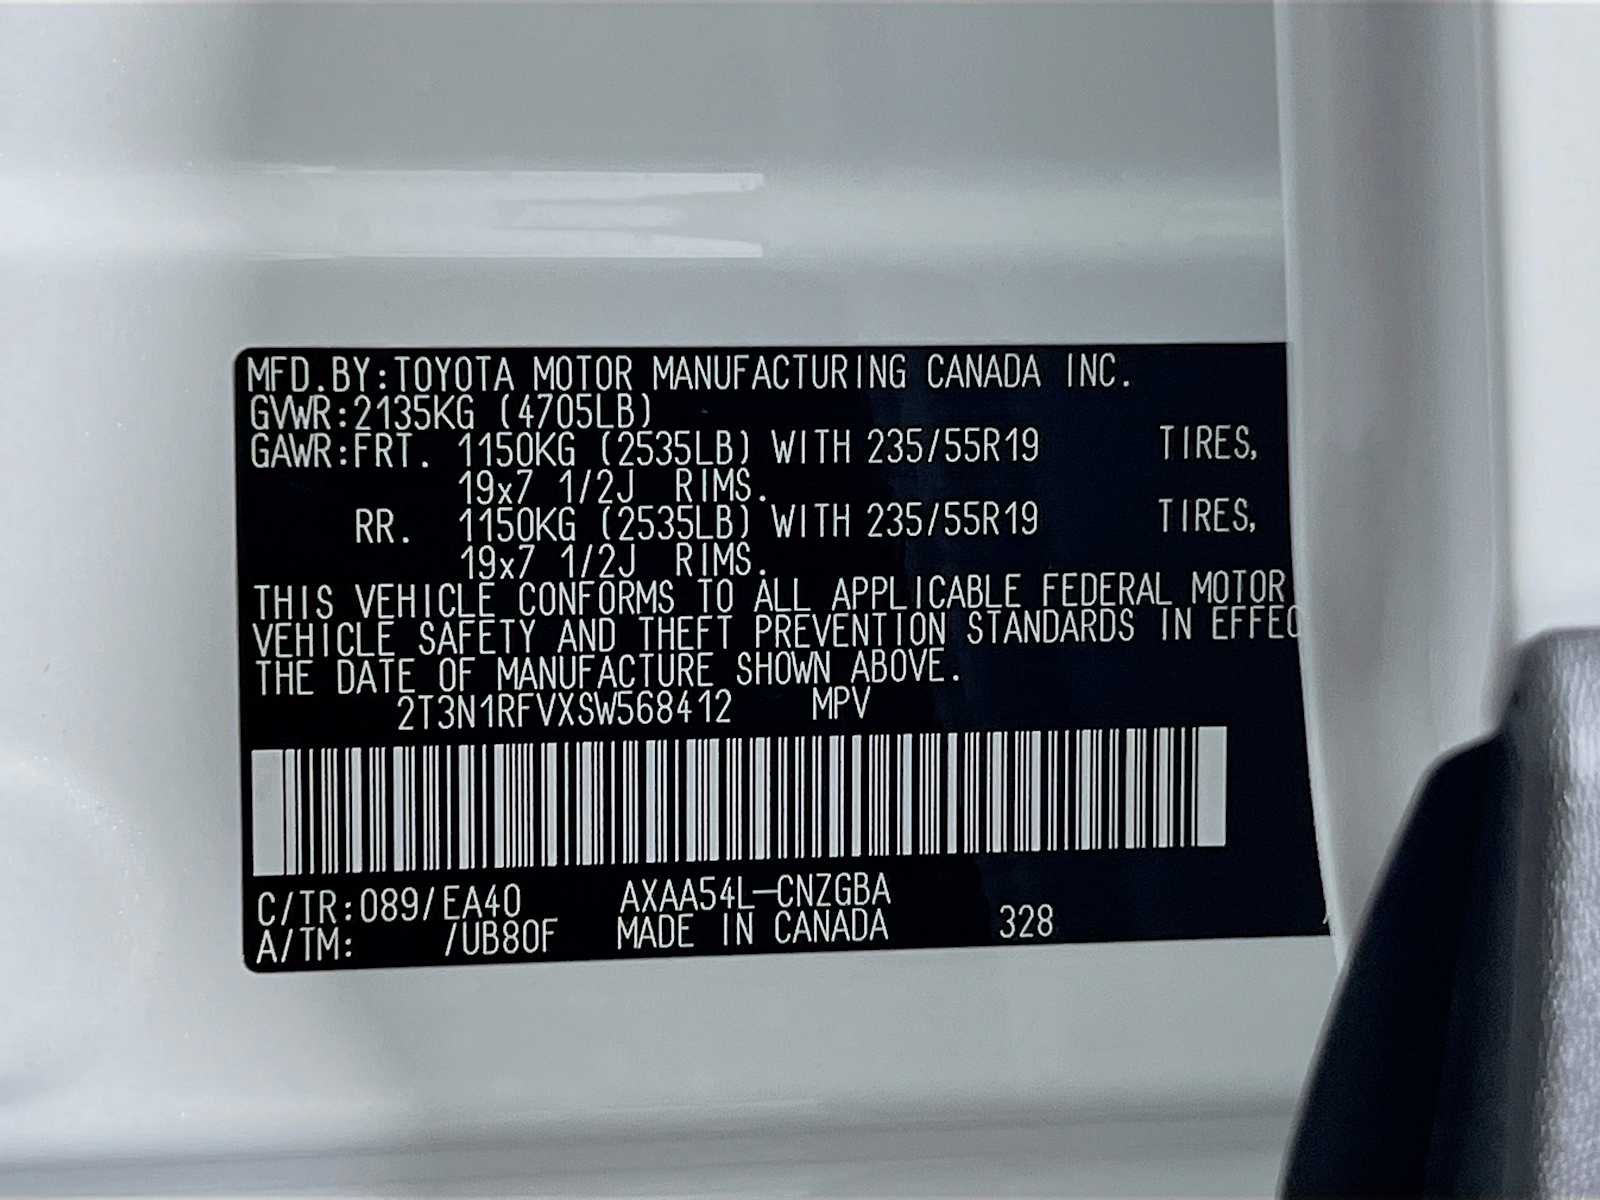 MFD.BY:TOYOTA MOTOR MANUFACTURING CANADA INC.
GVWR:2135KG (4705LB)
GAWR:FRT. 1150KG (2535LB) WITH 235/55R19 TIRES,
19x7 1/2J RIMS.
RR. 1150KG (2535LB) WITH 235/55R19 TIRES,
19x7 1/2J RIMS.
THIS VEHICLE CONFORMS TO ALL APPLICABLE FEDERAL MOTOR
VEHICLE SAFETY AND THEFT PREVENTION STANDARDS IN
THE DATE OF MANUFACTURE SHOWN ABOVE.
2T3N1RFVXSW568412 MPV
C/TR:089/EA40 AXAA54L-CNZGBA
A/TM: /UB80F MADE IN CANADA 328